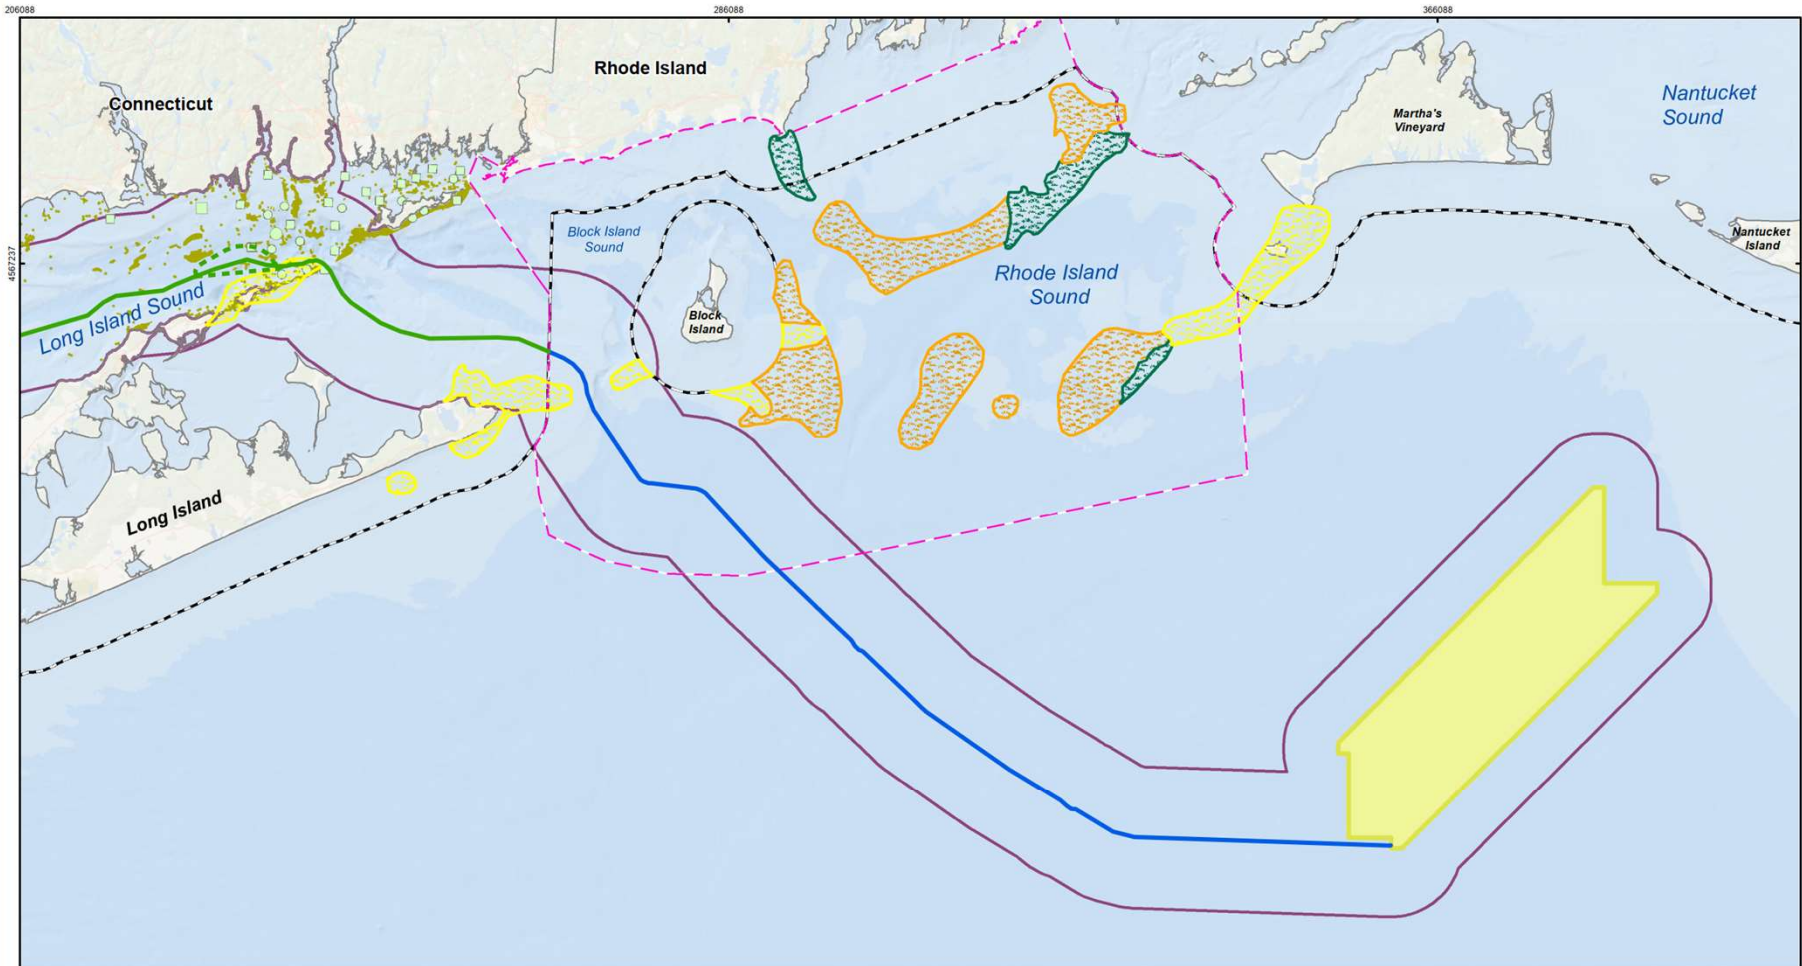 206088
286088
366088
Rhode Island
Connecticut
Nantucket
Sound
Martha's
Vineyard
Block Island
Sound
Nantucket
Island
4567237
Rhode Island
Sound
Long Island Sound
Block
Island
Long Island